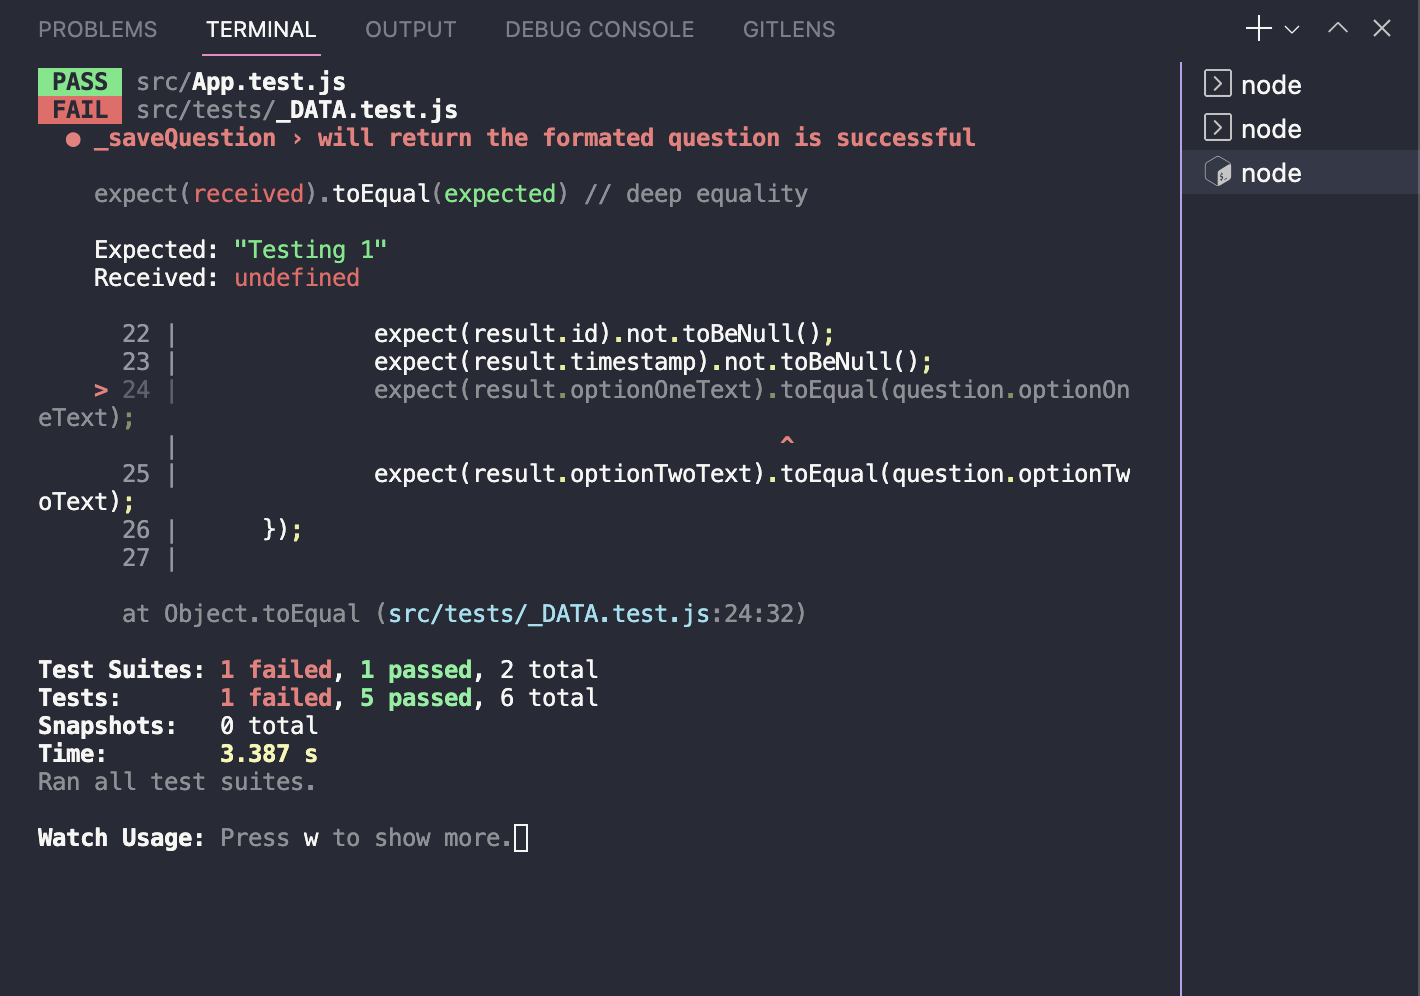 PROBLEMS TERMINAL OUTPUT DEBUG CONSOLE GITLENS
PASS src/App.test.js
FAIL src/tests/_DATA.test.js
● _saveQuestion › will return the formated question is successful
expect(received).toEqual(expected) // deep equality
Expected: "Testing 1"
Received: undefined
22 | expect(result.id).not.toBeNull();
23 | expect(result.timestamp).not.toBeNull();
> 24 | expect(result.optionOneText).toEqual(question.optionOn
eText);
| ^
25 | expect(result.optionTwoText).toEqual(question.optionTw
oText);
26 | });
27 |
at Object.toEqual (src/tests/_DATA.test.js:24:32)
Test Suites: 1 failed, 1 passed, 2 total
Tests: 1 failed, 5 passed, 6 total
Snapshots: 0 total
Time: 3.387 s
Ran all test suites.
Watch Usage: Press w to show more.
node
node
node